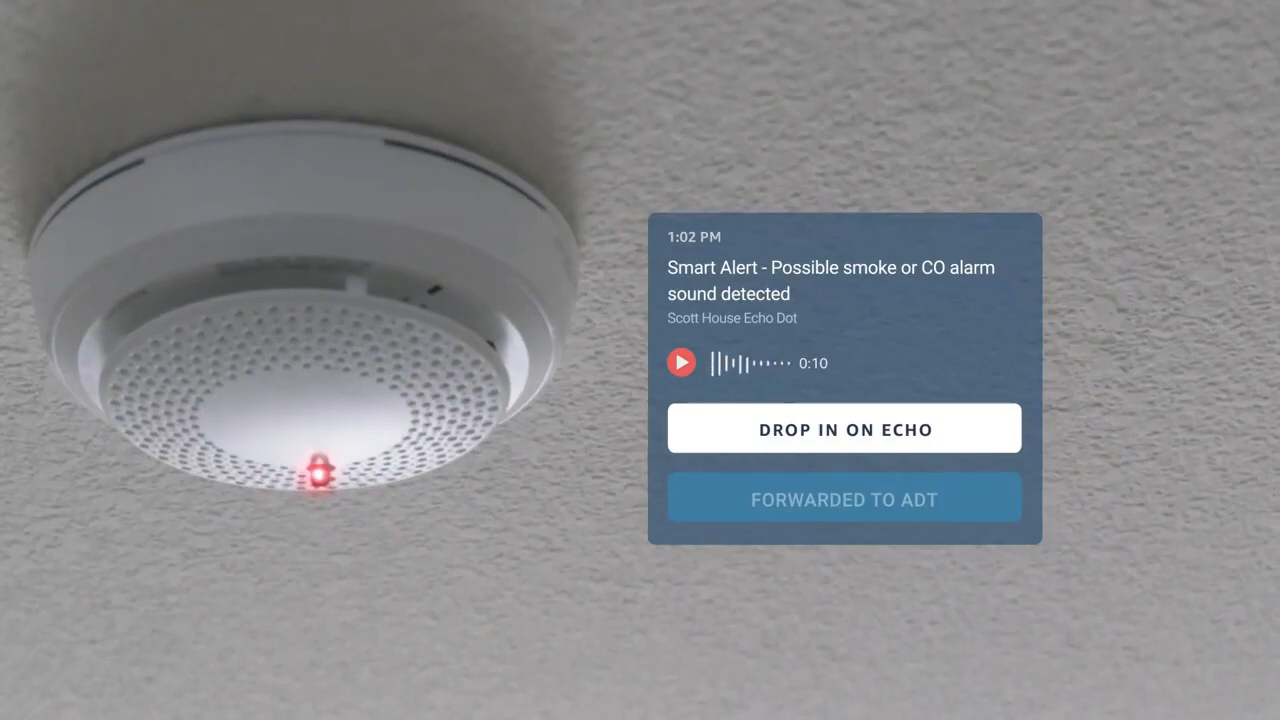 1:02 PM
Smart Alert - Possible smoke or CO alarm
sound detected
Scott House Echo Dot
0:10
DROP IN ON ECHO
FORWARDED TO ADT